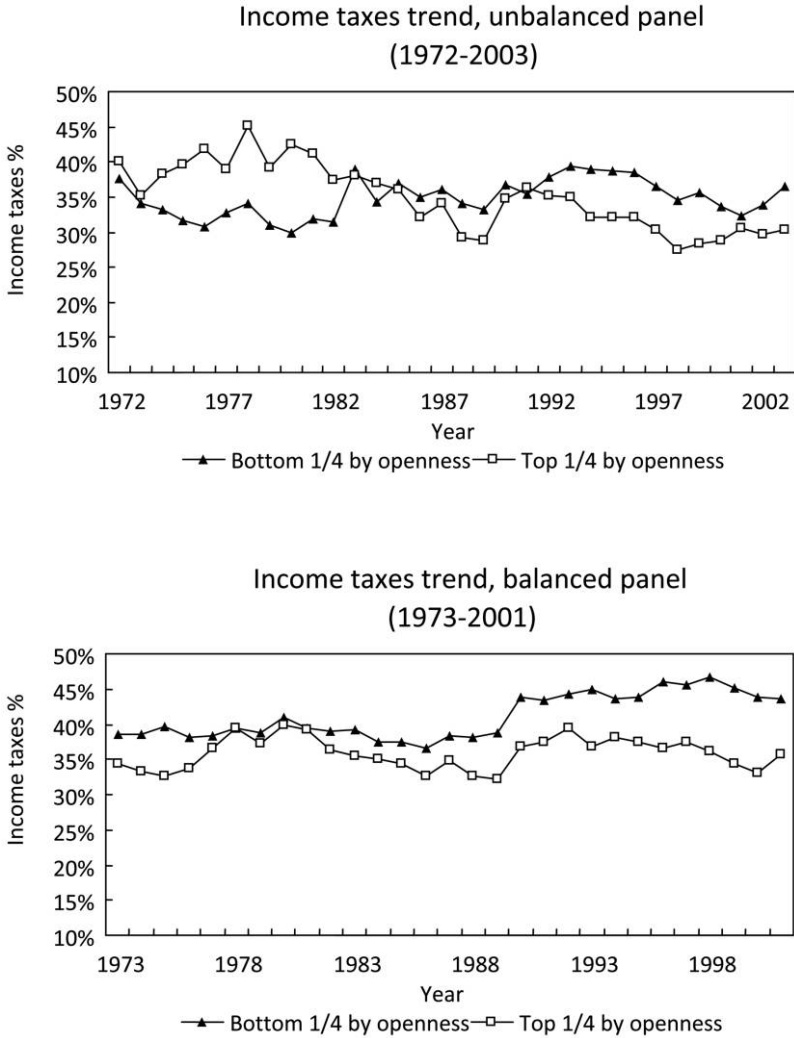 Income taxes trend, unbalanced panel
(1972-2003)
50%
45%
40%
35%
30%
25%
20%
15%
10%
Income taxes %
1972 1977 1982 1987 1992 1997 2002
Year
Bottom 1/4 by openness Top 1/4 by openness
Income taxes trend, balanced panel
(1973-2001)
50%
45%
40%
35%
30%
25%
20%
15%
10%
Income taxes %
1973 1978 1983 1988 1993 1998
Year
Bottom 1/4 by openness Top 1/4 by openness